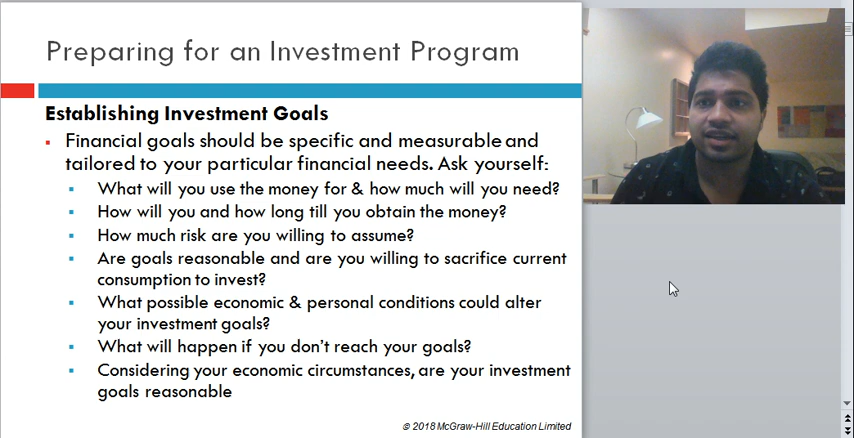 Preparing for an Investment Program
Establishing Investment Goals
Financial goals should be specific and measurable and
tailored to your particular financial needs. Ask yourself:
What will you use the money for & how much will you need?
How will you and how long till you obtain the money?
How much risk are you willing to assume?
Are goals reasonable and are you willing to sacrifice current
consumption to invest?
What possible economic & personal conditions could alter
your investment goals?
What will happen if you don't reach your goals?
Considering your economic circumstances, are your investment
goals reasonable
© 2018 McGraw-Hill Education Limited